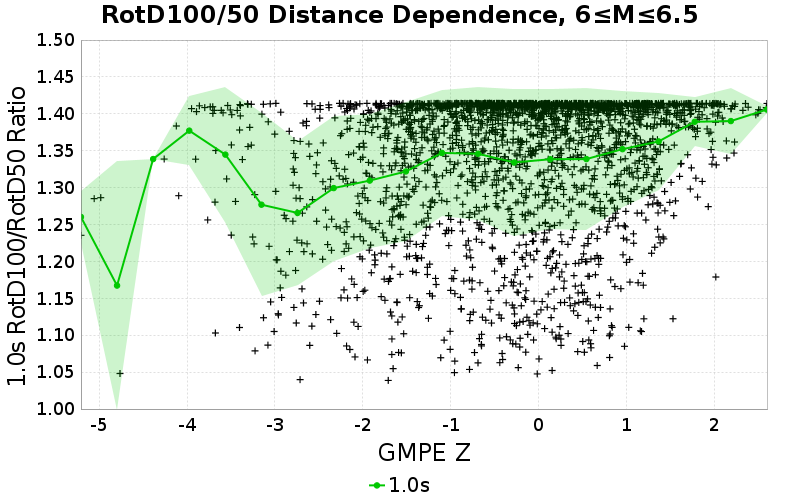 RotD100/50 Distance Dependence, 6≤M≤6.5
1.50
1.45
1.40
1.35
1.30
1.25
1.20
1.15
1.10
1.05
1.00
1.0s RotD100/RotD50 Ratio
-5 -4 -3 -2 -1 0 1 2
GMPE Z
1.0s